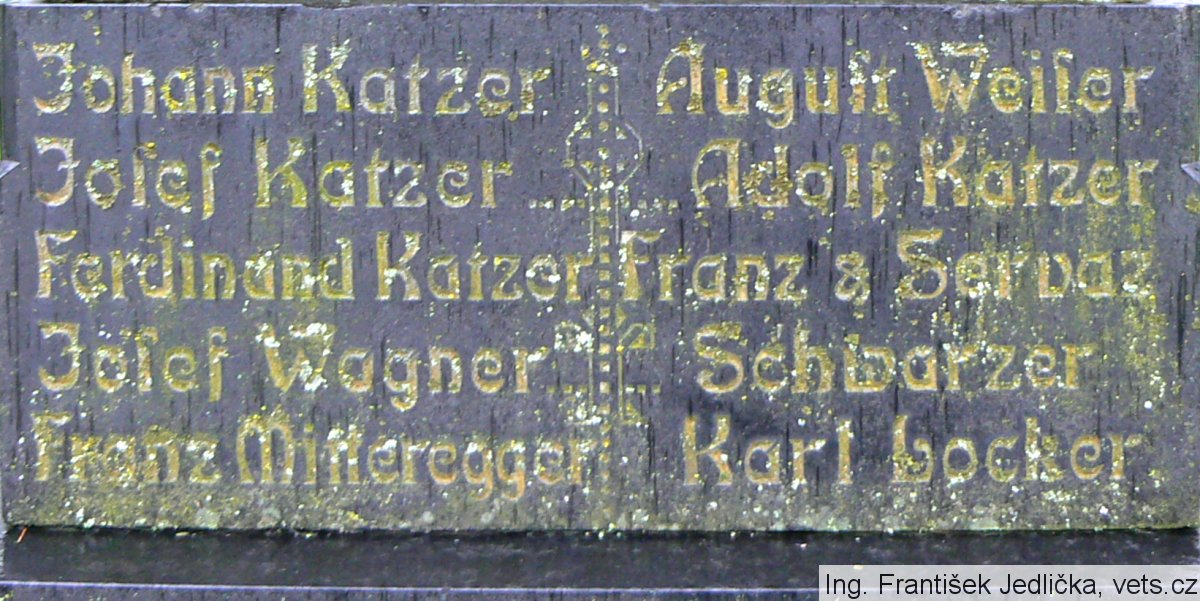 Johann Katzer
Josef Katzer
Ferdinand Katzer
Josef Wagner
Franz Mitteregger
August Weiser
Adolf Katzer
Franz & Servaz
Schwarzer
Karl Locker
Ing. František Jedlička, vets.cz